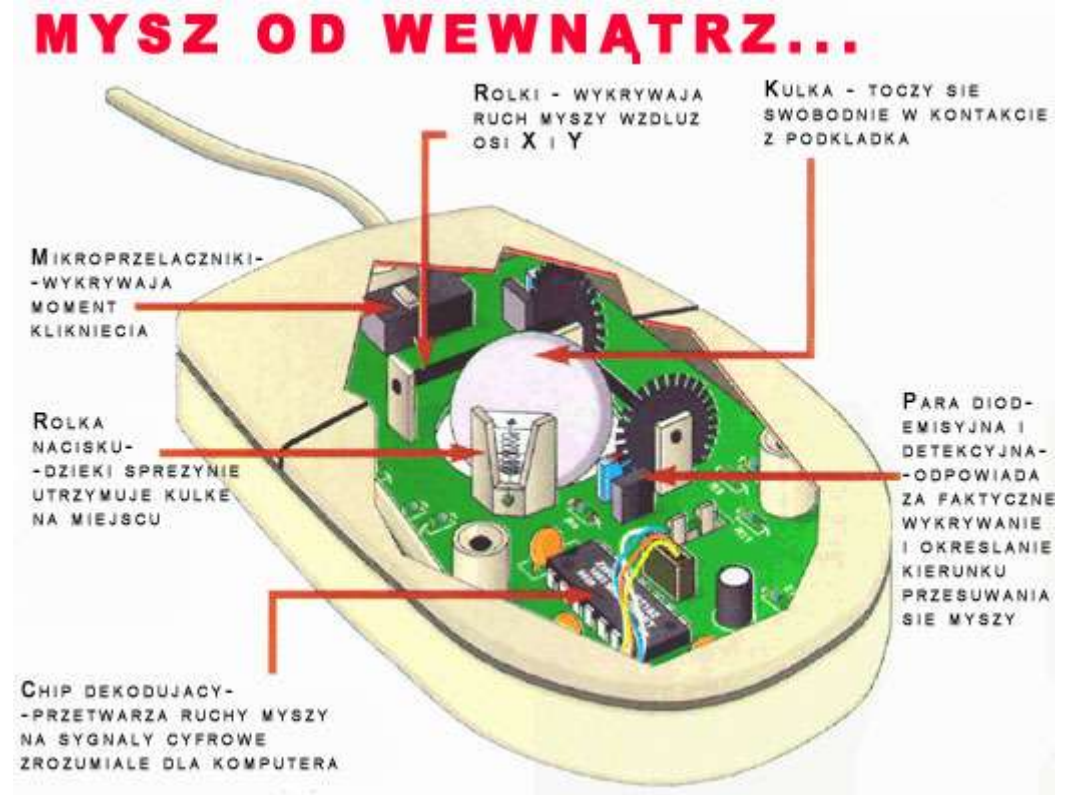 MYSZ OD WEWNĄTRZ...
ROLKI - WYKRYWAJA
RUCH MYSZY WZDLUZ
OSI X I Y
KULKA - TOCZY SIE
SWOBODNIE W KONTAKCIE
Z PODKLADKA
MIKROPRZELACZNIKI-
-WYKRYWAJA
MOMENT
KLIKNIECIA
ROLKA
NACISKU-
-DZIEKI SPREZYNIE
UTRZYMUJE KULKE
NA MIEJSCU
PARA DIOD-
EMISYJNA I
DETEKCYJNA-
-ODPOWIADA
ZA FAKTYCZNE
WYKRYWANIE
I OKRESLANIE
KIERUNKU
PRZESUWANIA
SIE MYSZY
CHIP DEKODUJACY-
-PRZETWARZA RUCHY MYSZY
NA SYGNALY CYFROWE
ZROZUMIALE DLA KOMPUTERA